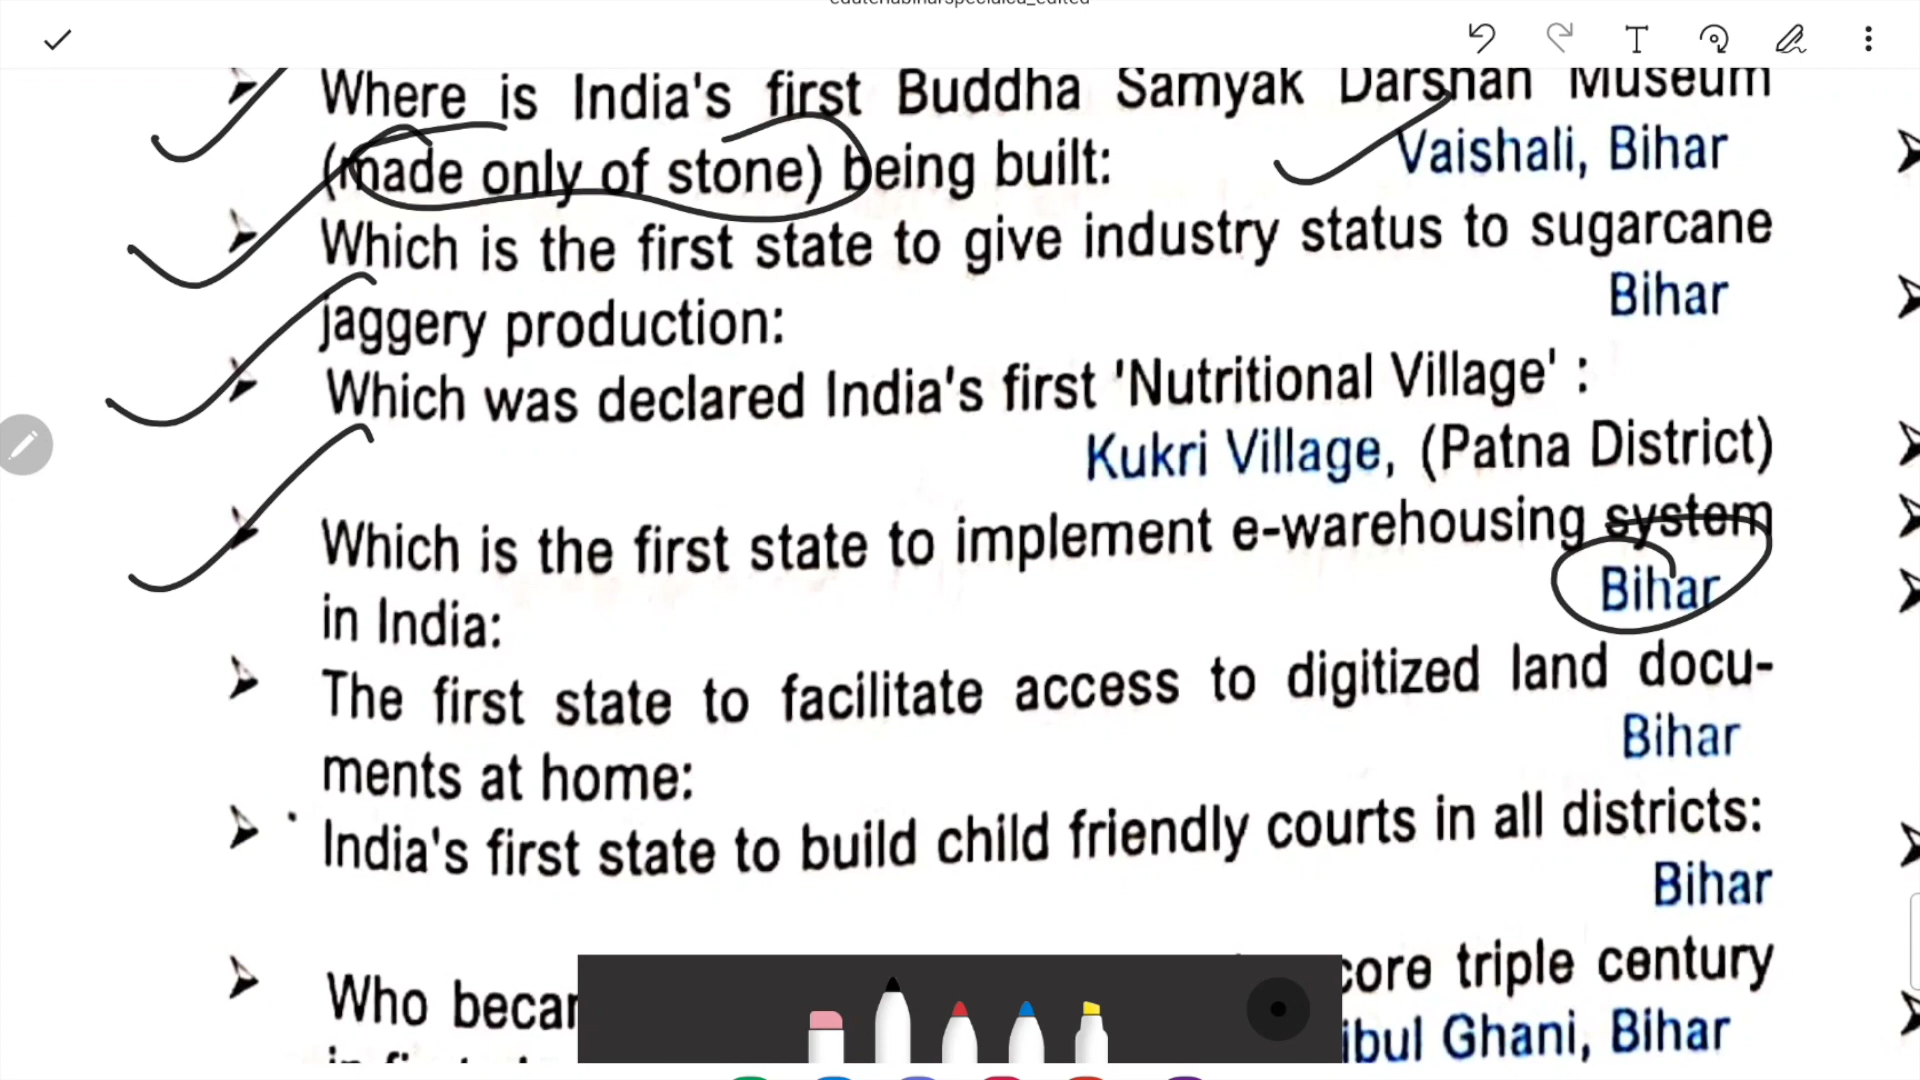 Where is India's first Buddha Samyak Darshan Museum
(made only of stone) being built:
Vaishali, Bihar
Which is the first state to give industry status to sugarcane
jaggery production:
Bihar
Which was declared India's first 'Nutritional Village' :
Kukri Village, (Patna District)
Which is the first state to implement e-warehousing system
in India:
Bihar
The first state to facilitate access to digitized land docu-
ments at home:
Bihar
India's first state to build child friendly courts in all districts:
Bihar
Who core triple century
Ghani, Bihar